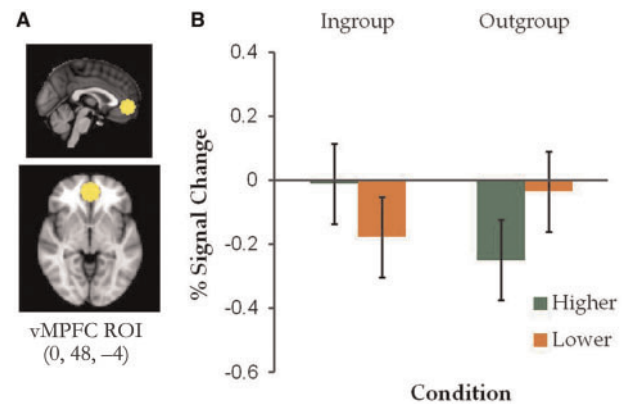 A
vMPFC ROI
(0, 48, –4)
B
Ingroup Outgroup
% Signal Change
0.4
0.2
0
-0.2
-0.4
-0.6
Higher
Lower
Condition